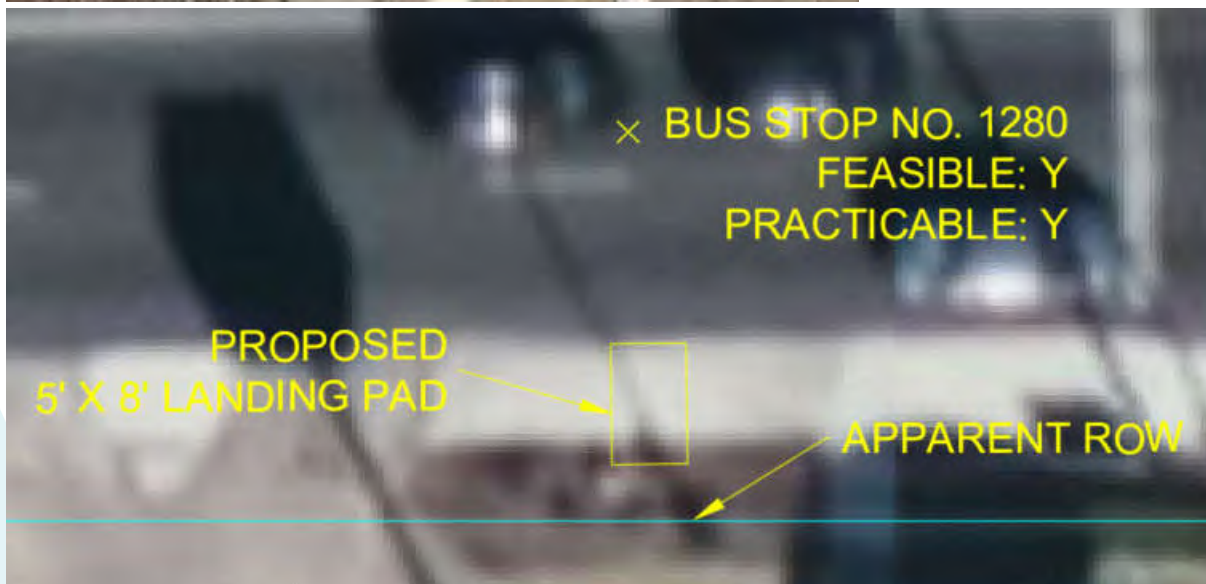 BUS STOP NO. 1280
FEASIBLE: Y
PRACTICABLE: Y
PROPOSED
5' X 8' LANDING PAD
APPARENT ROW